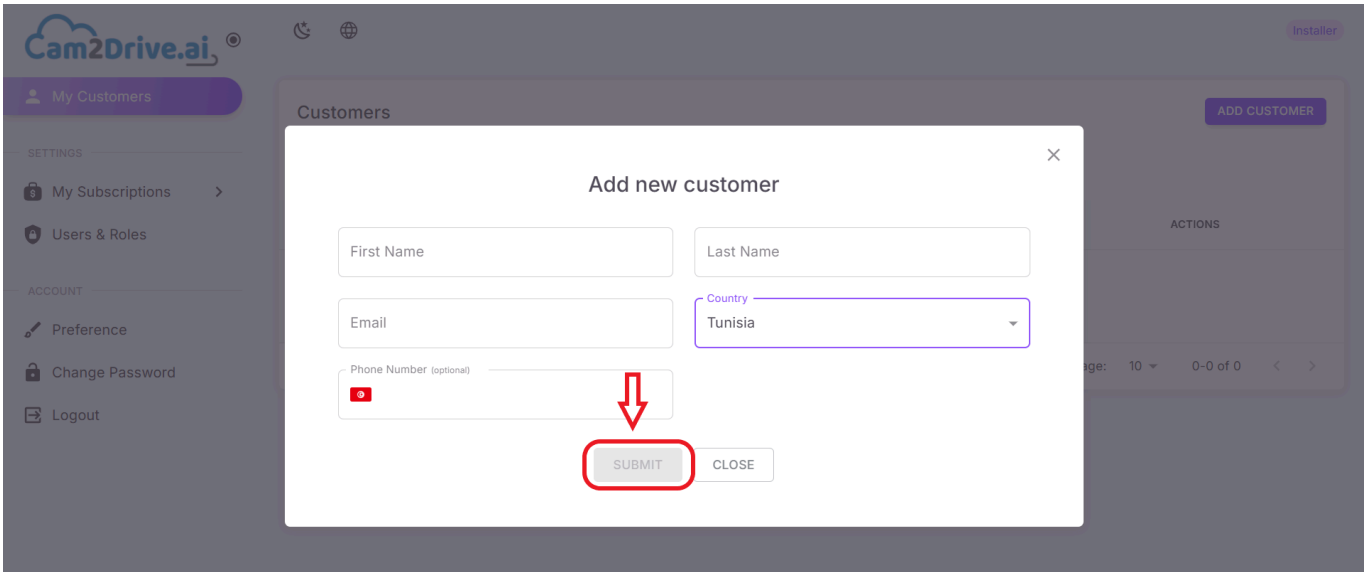 Cam2Drive.ai
Installer
My Customers
Customers
ADD CUSTOMER
SETTINGS
Add new customer
My Subscriptions
ACTIONS
Users & Roles
First Name
Last Name
ACCOUNT
Country
Email
Tunisia
Preference
Phone Number (optional)
age: 10 0-0 of 0
Change Password
Logout
SUBMIT
CLOSE